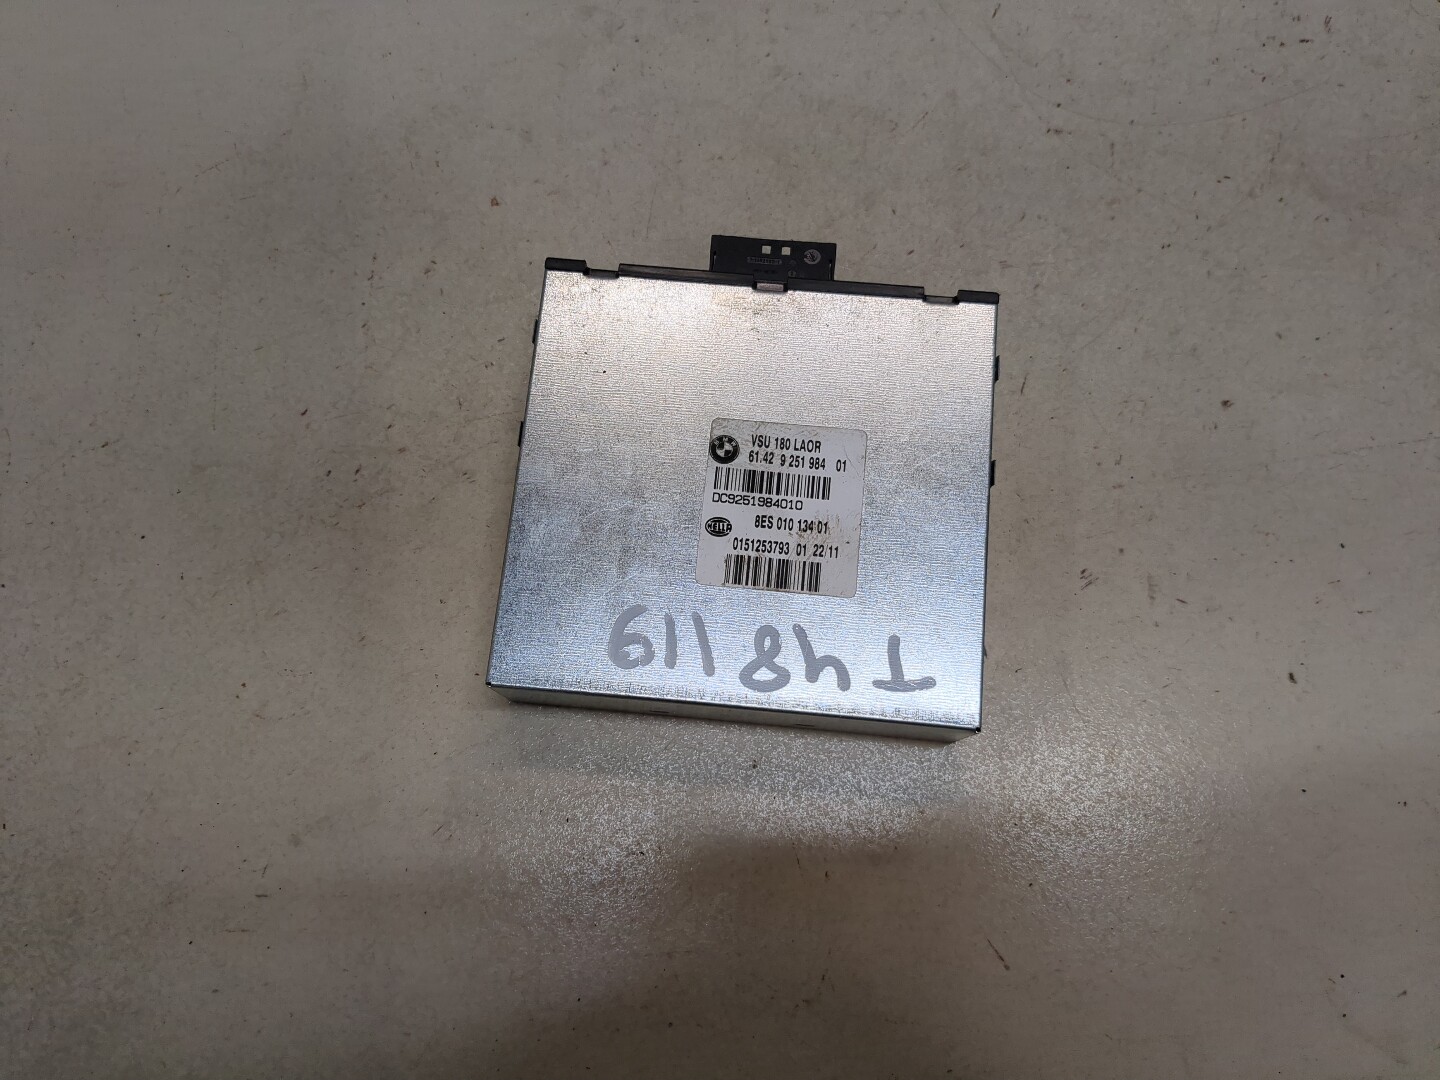 VSU 180 LAOR
61.42 9 251 984 01
DC9251984010
HELLA
8ES 010 134 01
0151253793 01 22/11
T48119